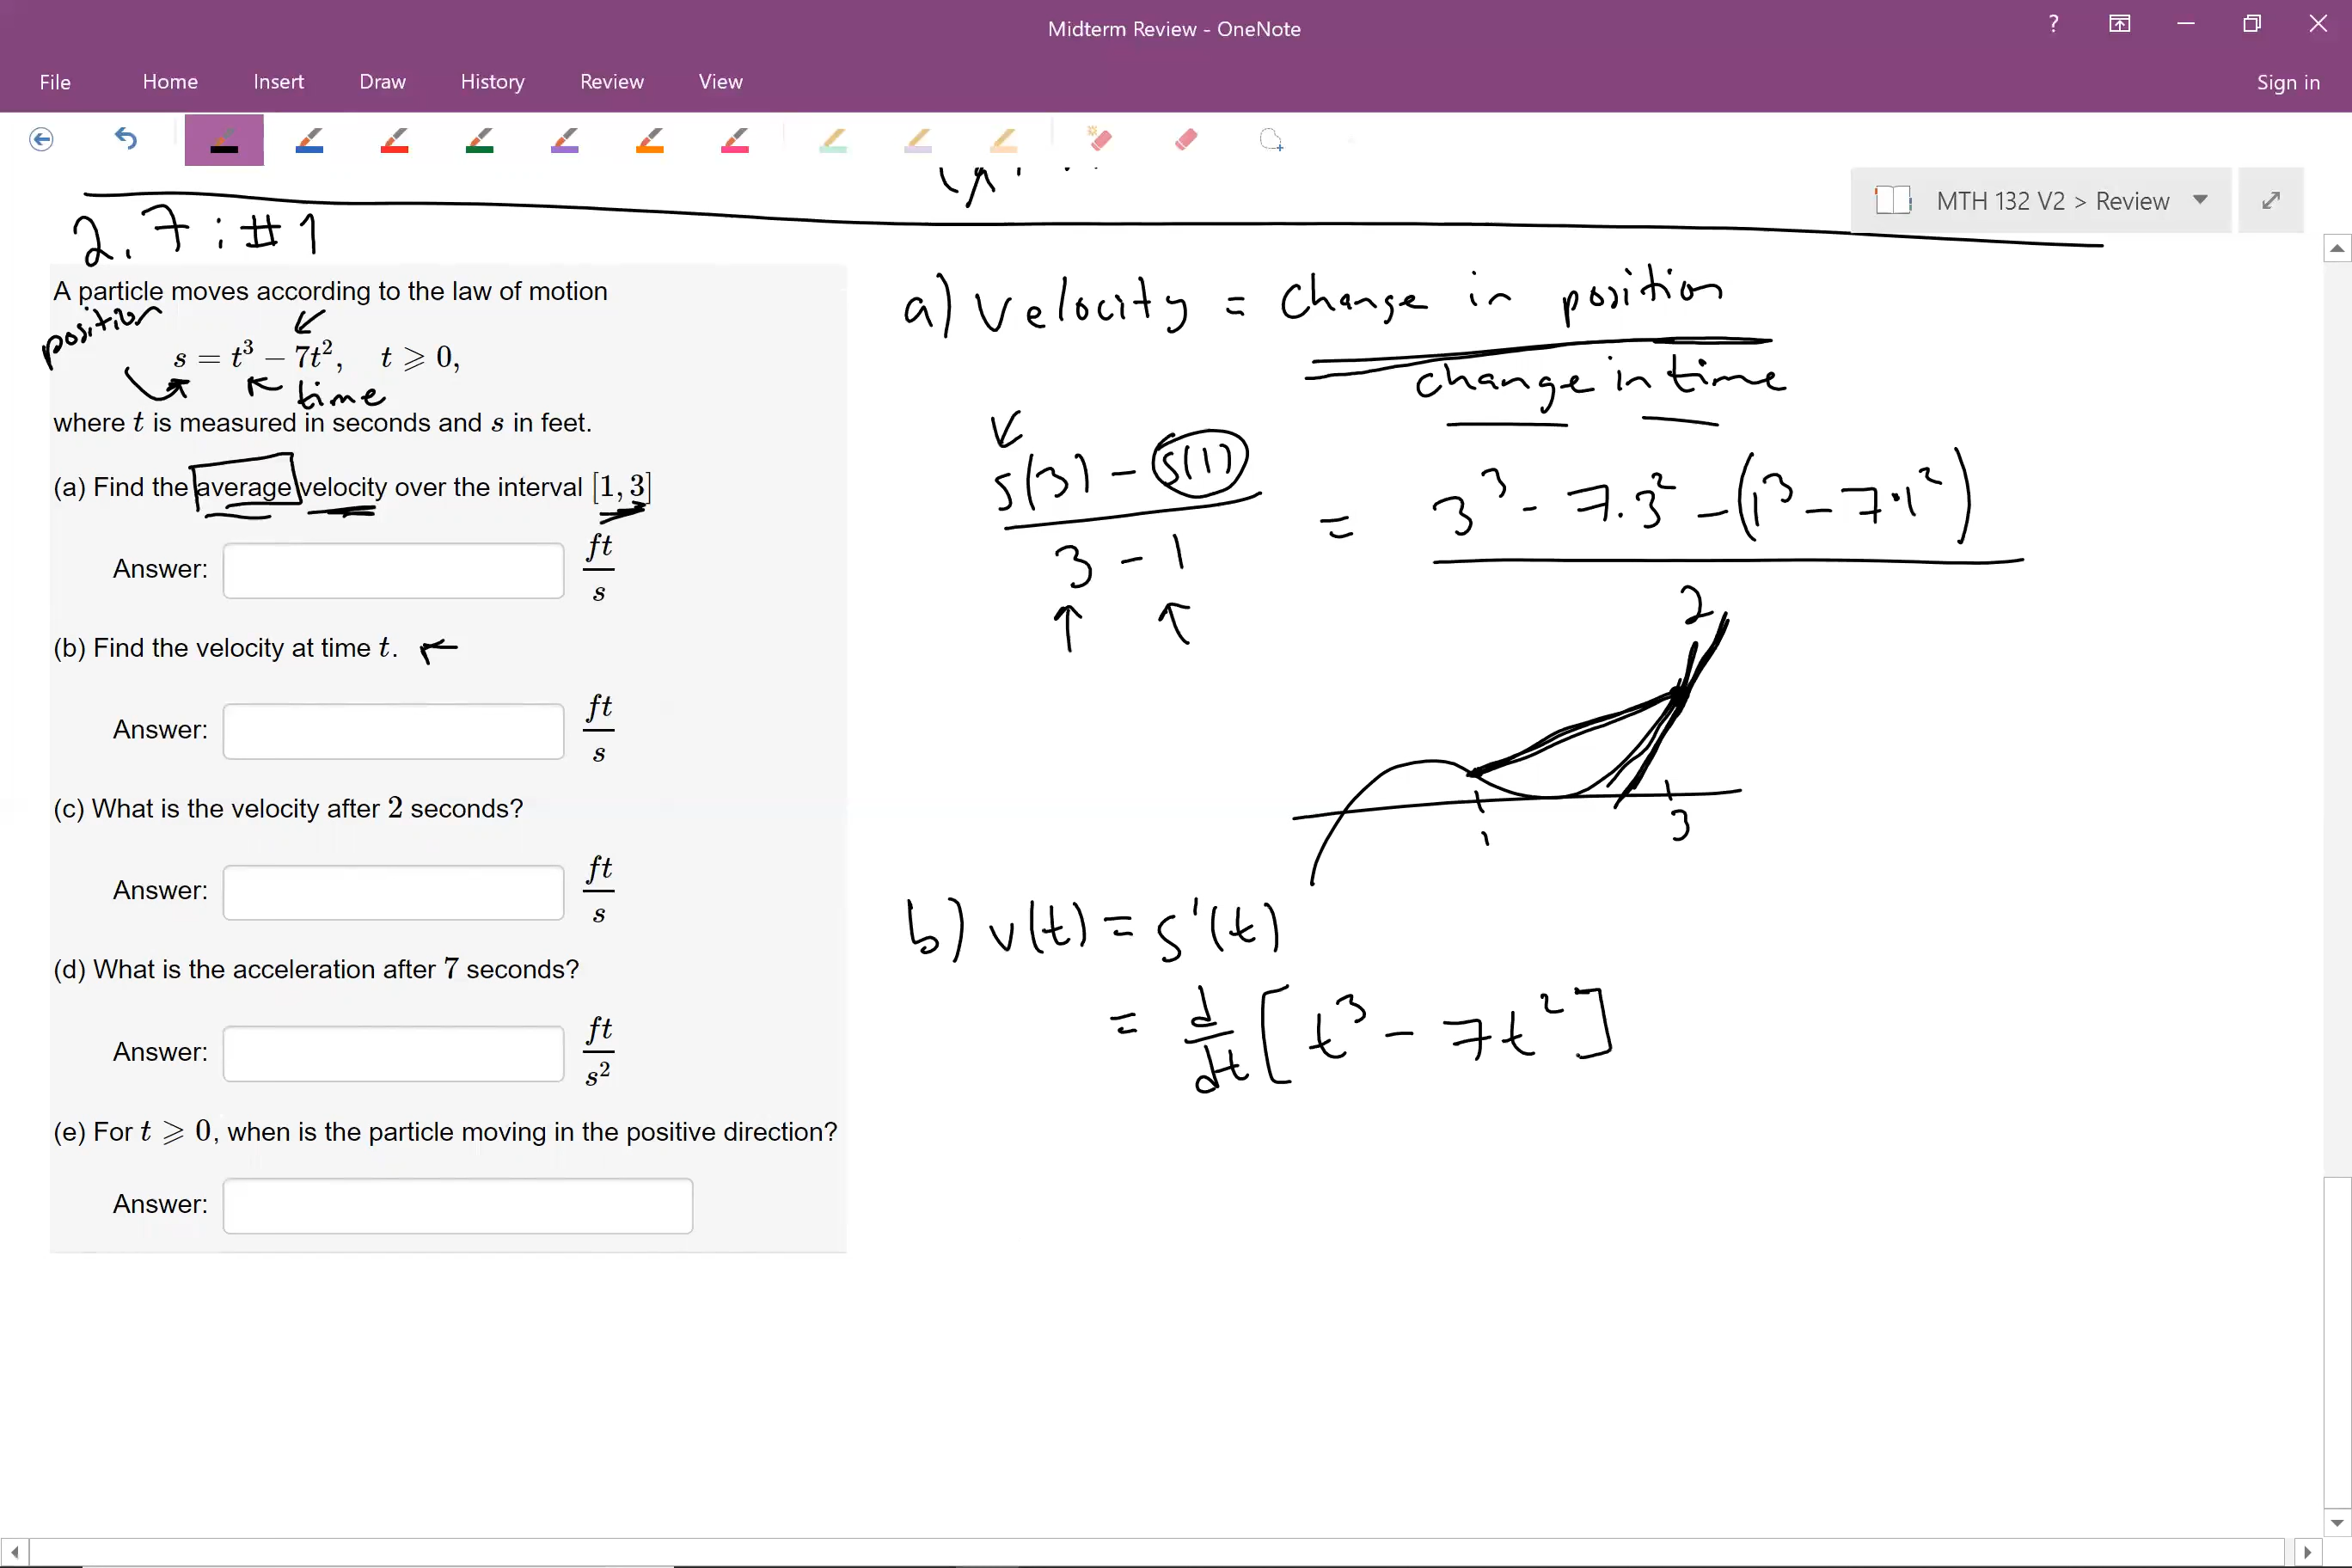 Midterm Review - OneNote
File Home Insert Draw History Review View
Sign in
MTH 132 V2 > Review
2.7 : #1
A particle moves according to the law of motion
position
s = t³ − 7t², t ⩾ 0,
time
where t is measured in seconds and s in feet.
(a) Find the average velocity over the interval [1, 3]
Answer: ft/s
(b) Find the velocity at time t.
Answer: ft/s
(c) What is the velocity after 2 seconds?
Answer: ft/s
(d) What is the acceleration after 7 seconds?
Answer: ft/s²
(e) For t ⩾ 0, when is the particle moving in the positive direction?
Answer:
a) Velocity = change in position
change in time
s(3) − s(1)
3 − 1
= 3³ − 7·3² − (1³ − 7·1²)
2
1 3
b) v(t) = s'(t)
= d/dt [t³ − 7t²]